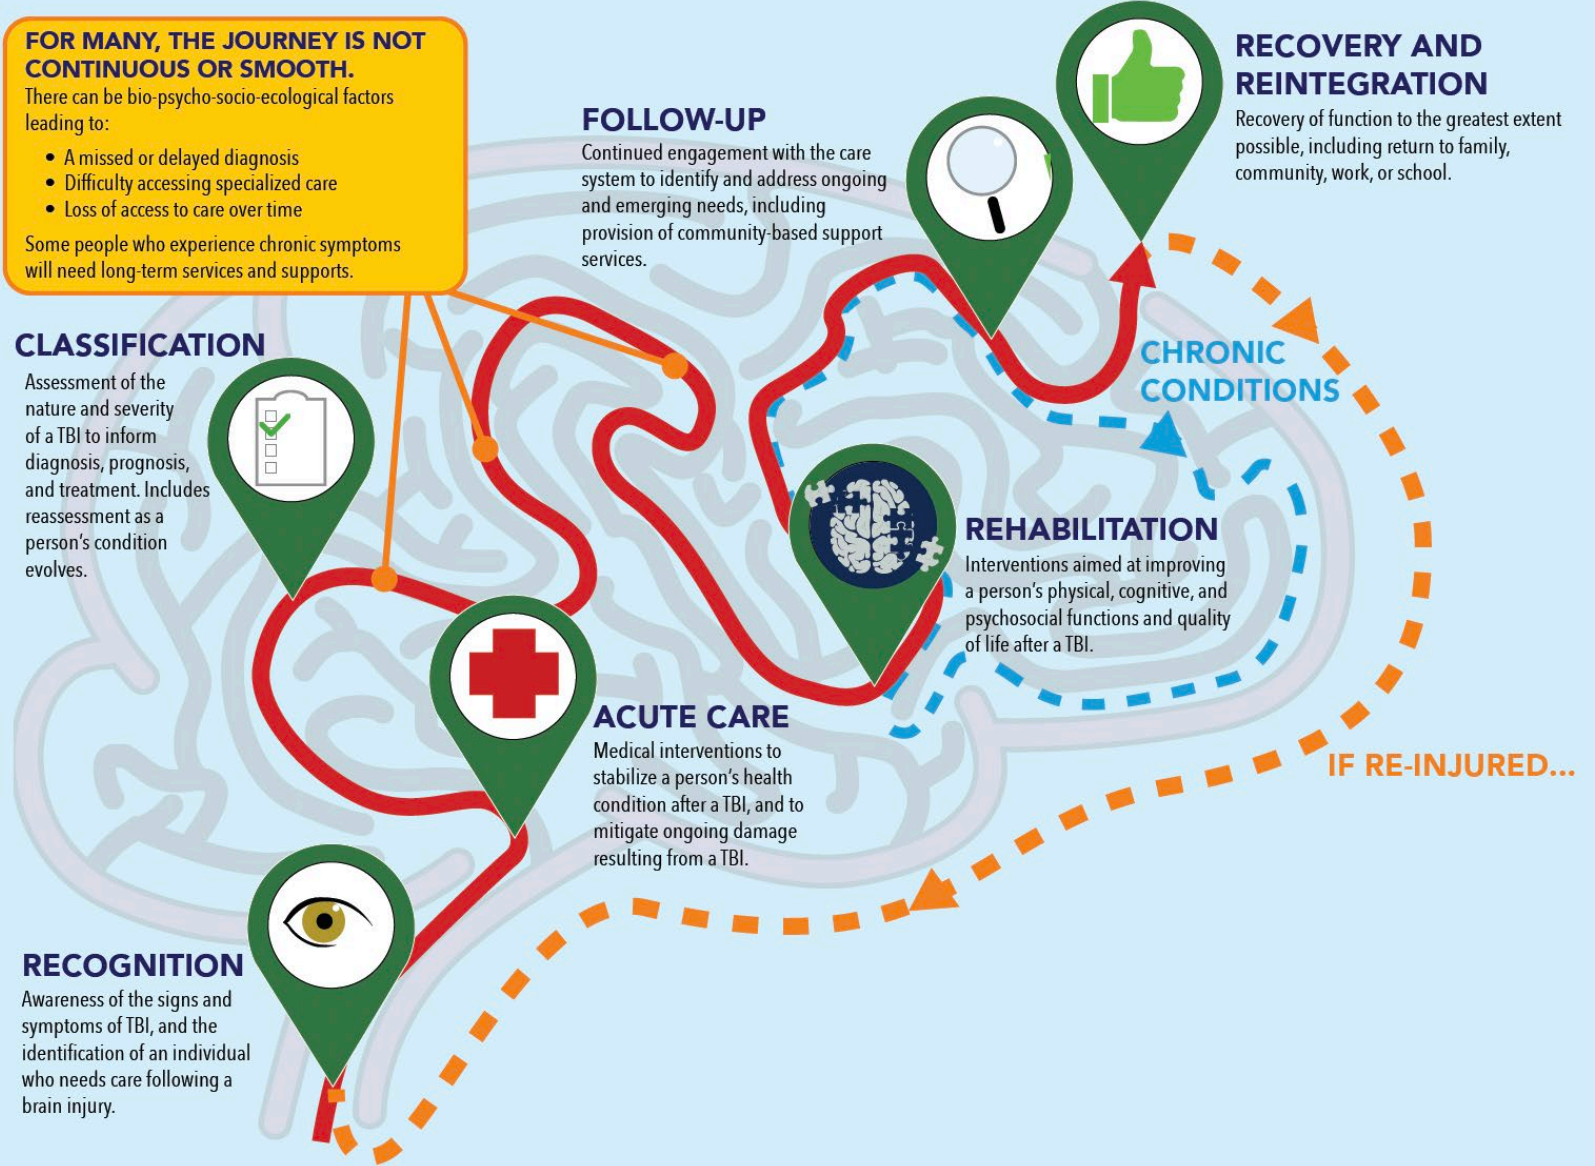 FOR MANY, THE JOURNEY IS NOT
CONTINUOUS OR SMOOTH.
There can be bio-psycho-socio-ecological factors
leading to:
• A missed or delayed diagnosis
• Difficulty accessing specialized care
• Loss of access to care over time
Some people who experience chronic symptoms
will need long-term services and supports.
FOLLOW-UP
Continued engagement with the care
system to identify and address ongoing
and emerging needs, including
provision of community-based support
services.
RECOVERY AND
REINTEGRATION
Recovery of function to the greatest extent
possible, including return to family,
community, work, or school.
CLASSIFICATION
Assessment of the
nature and severity
of a TBI to inform
diagnosis, prognosis,
and treatment. Includes
reassessment as a
person's condition
evolves.
CHRONIC
CONDITIONS
REHABILITATION
Interventions aimed at improving
a person's physical, cognitive, and
psychosocial functions and quality
of life after a TBI.
ACUTE CARE
Medical interventions to
stabilize a person's health
condition after a TBI, and to
mitigate ongoing damage
resulting from a TBI.
IF RE-INJURED...
RECOGNITION
Awareness of the signs and
symptoms of TBI, and the
identification of an individual
who needs care following a
brain injury.